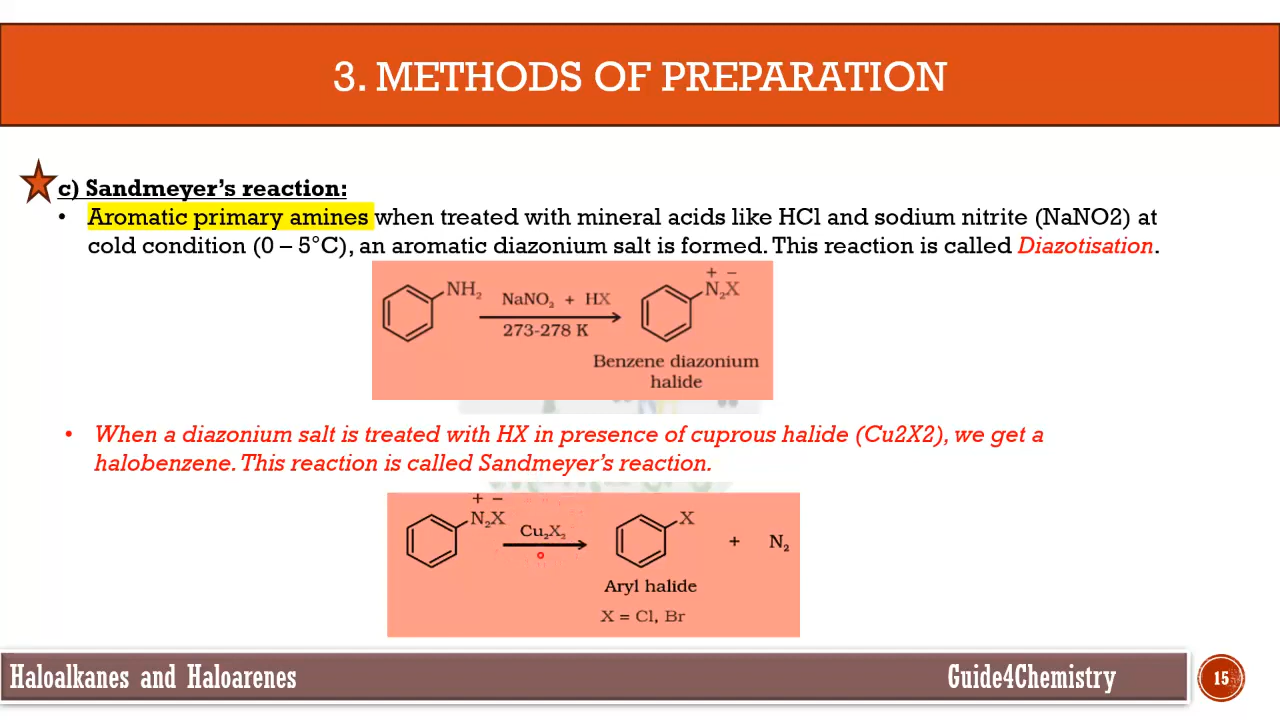 3. METHODS OF PREPARATION
c) Sandmeyer's reaction:
• Aromatic primary amines when treated with mineral acids like HCl and sodium nitrite (NaNO2) at
cold condition (0 – 5°C), an aromatic diazonium salt is formed. This reaction is called Diazotisation.
NH₂
NaNO₂ + HX
273-278 K
+ −
N₂X
Benzene diazonium
halide
• When a diazonium salt is treated with HX in presence of cuprous halide (Cu2X2), we get a
halobenzene. This reaction is called Sandmeyer's reaction.
+ −
N₂X
Cu₂X₂
X
+ N₂
Aryl halide
X = Cl, Br
Haloalkanes and Haloarenes
Guide4Chemistry
15